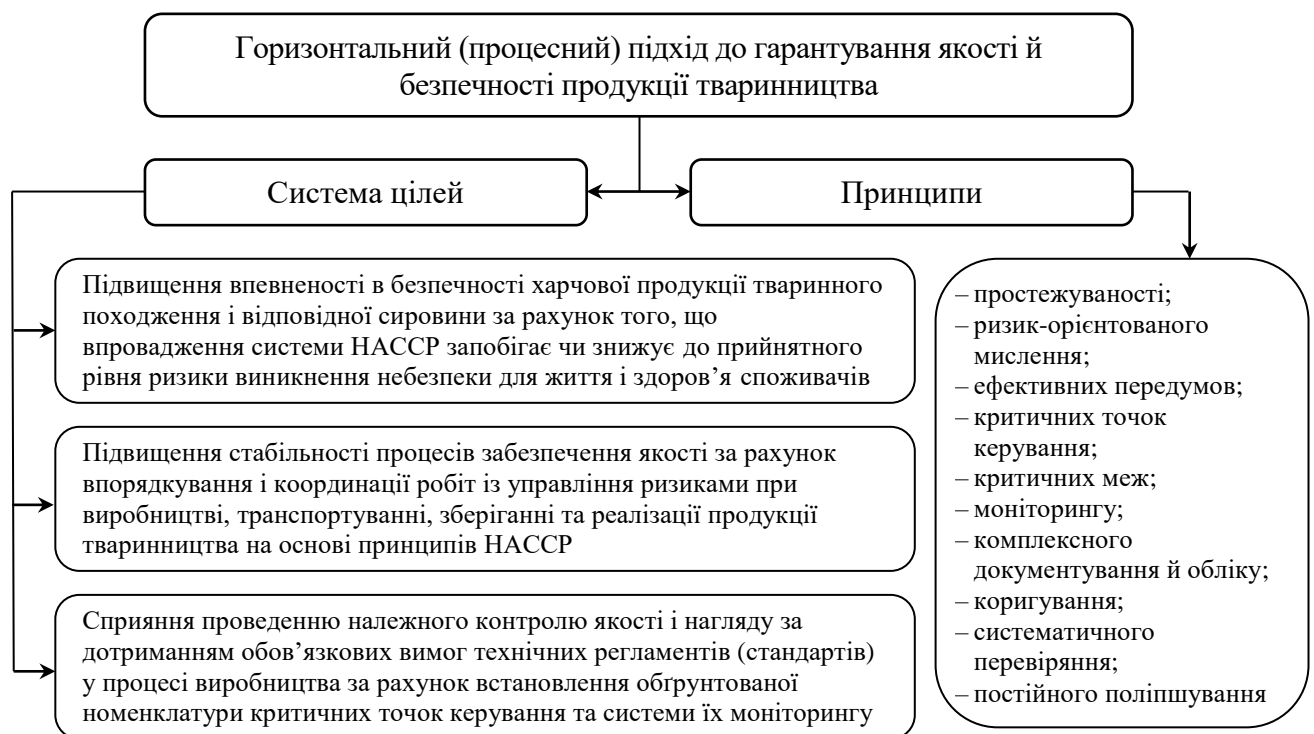 Горизонтальний (процесний) підхід до гарантування якості й
безпечності продукції тваринництва
Система цілей
Принципи
Підвищення впевненості в безпечності харчової продукції тваринного
походження і відповідної сировини за рахунок того, що
впровадження системи НАССР запобігає чи знижує до прийнятного
рівня ризики виникнення небезпеки для життя і здоров’я споживачів
Підвищення стабільності процесів забезпечення якості за рахунок
впорядкування і координації робіт із управління ризиками при
виробництві, транспортуванні, зберіганні та реалізації продукції
тваринництва на основі принципів НАССР
Сприяння проведенню належного контролю якості і нагляду за
дотриманням обов’язкових вимог технічних регламентів (стандартів)
у процесі виробництва за рахунок встановлення обґрунтованої
номенклатури критичних точок керування та системи їх моніторингу
– простежуваності;
– ризик-орієнтованого
мислення;
– ефективних передумов;
– критичних точок
керування;
– критичних меж;
– моніторингу;
– комплексного
документування й обліку;
– коригування;
– систематичного
перевіряння;
– постійного поліпшування